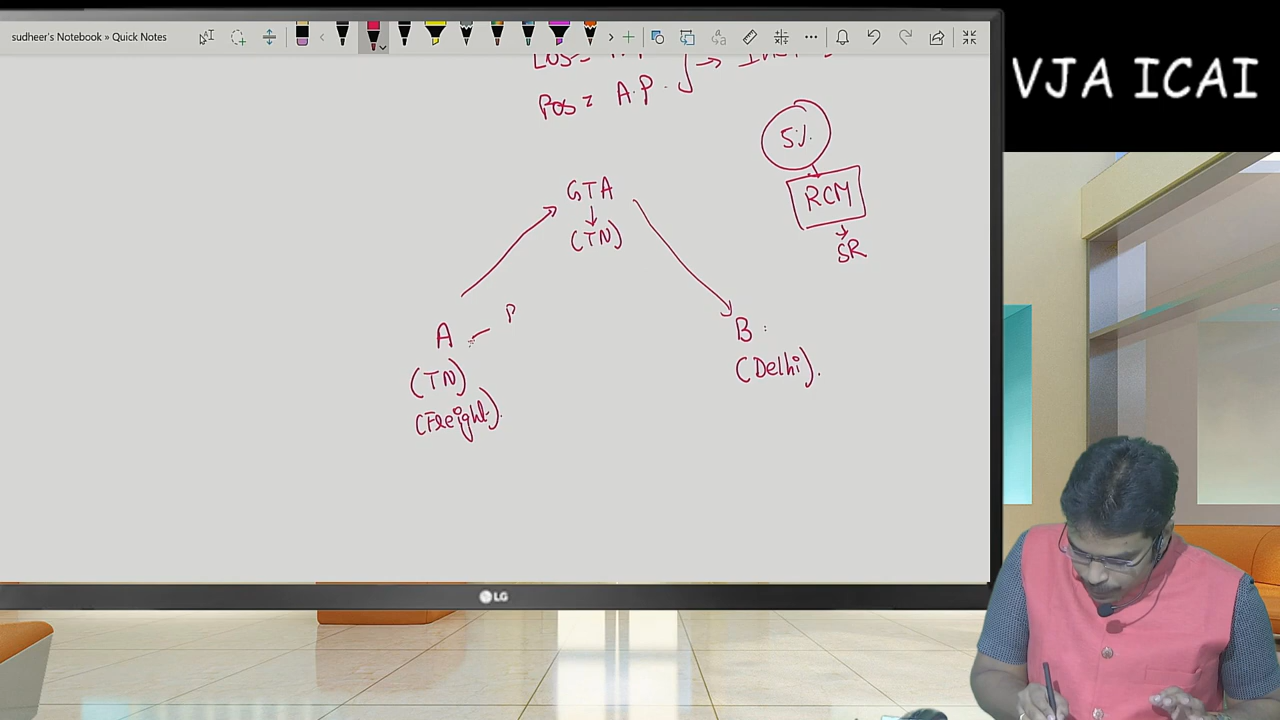 sudheer's Notebook » Quick Notes
VJA ICAI
POS = A.P.
5%
GTA
RCM
(TN)
SR
P
A
B :
(TN)
(Delhi).
(Freight).
LG